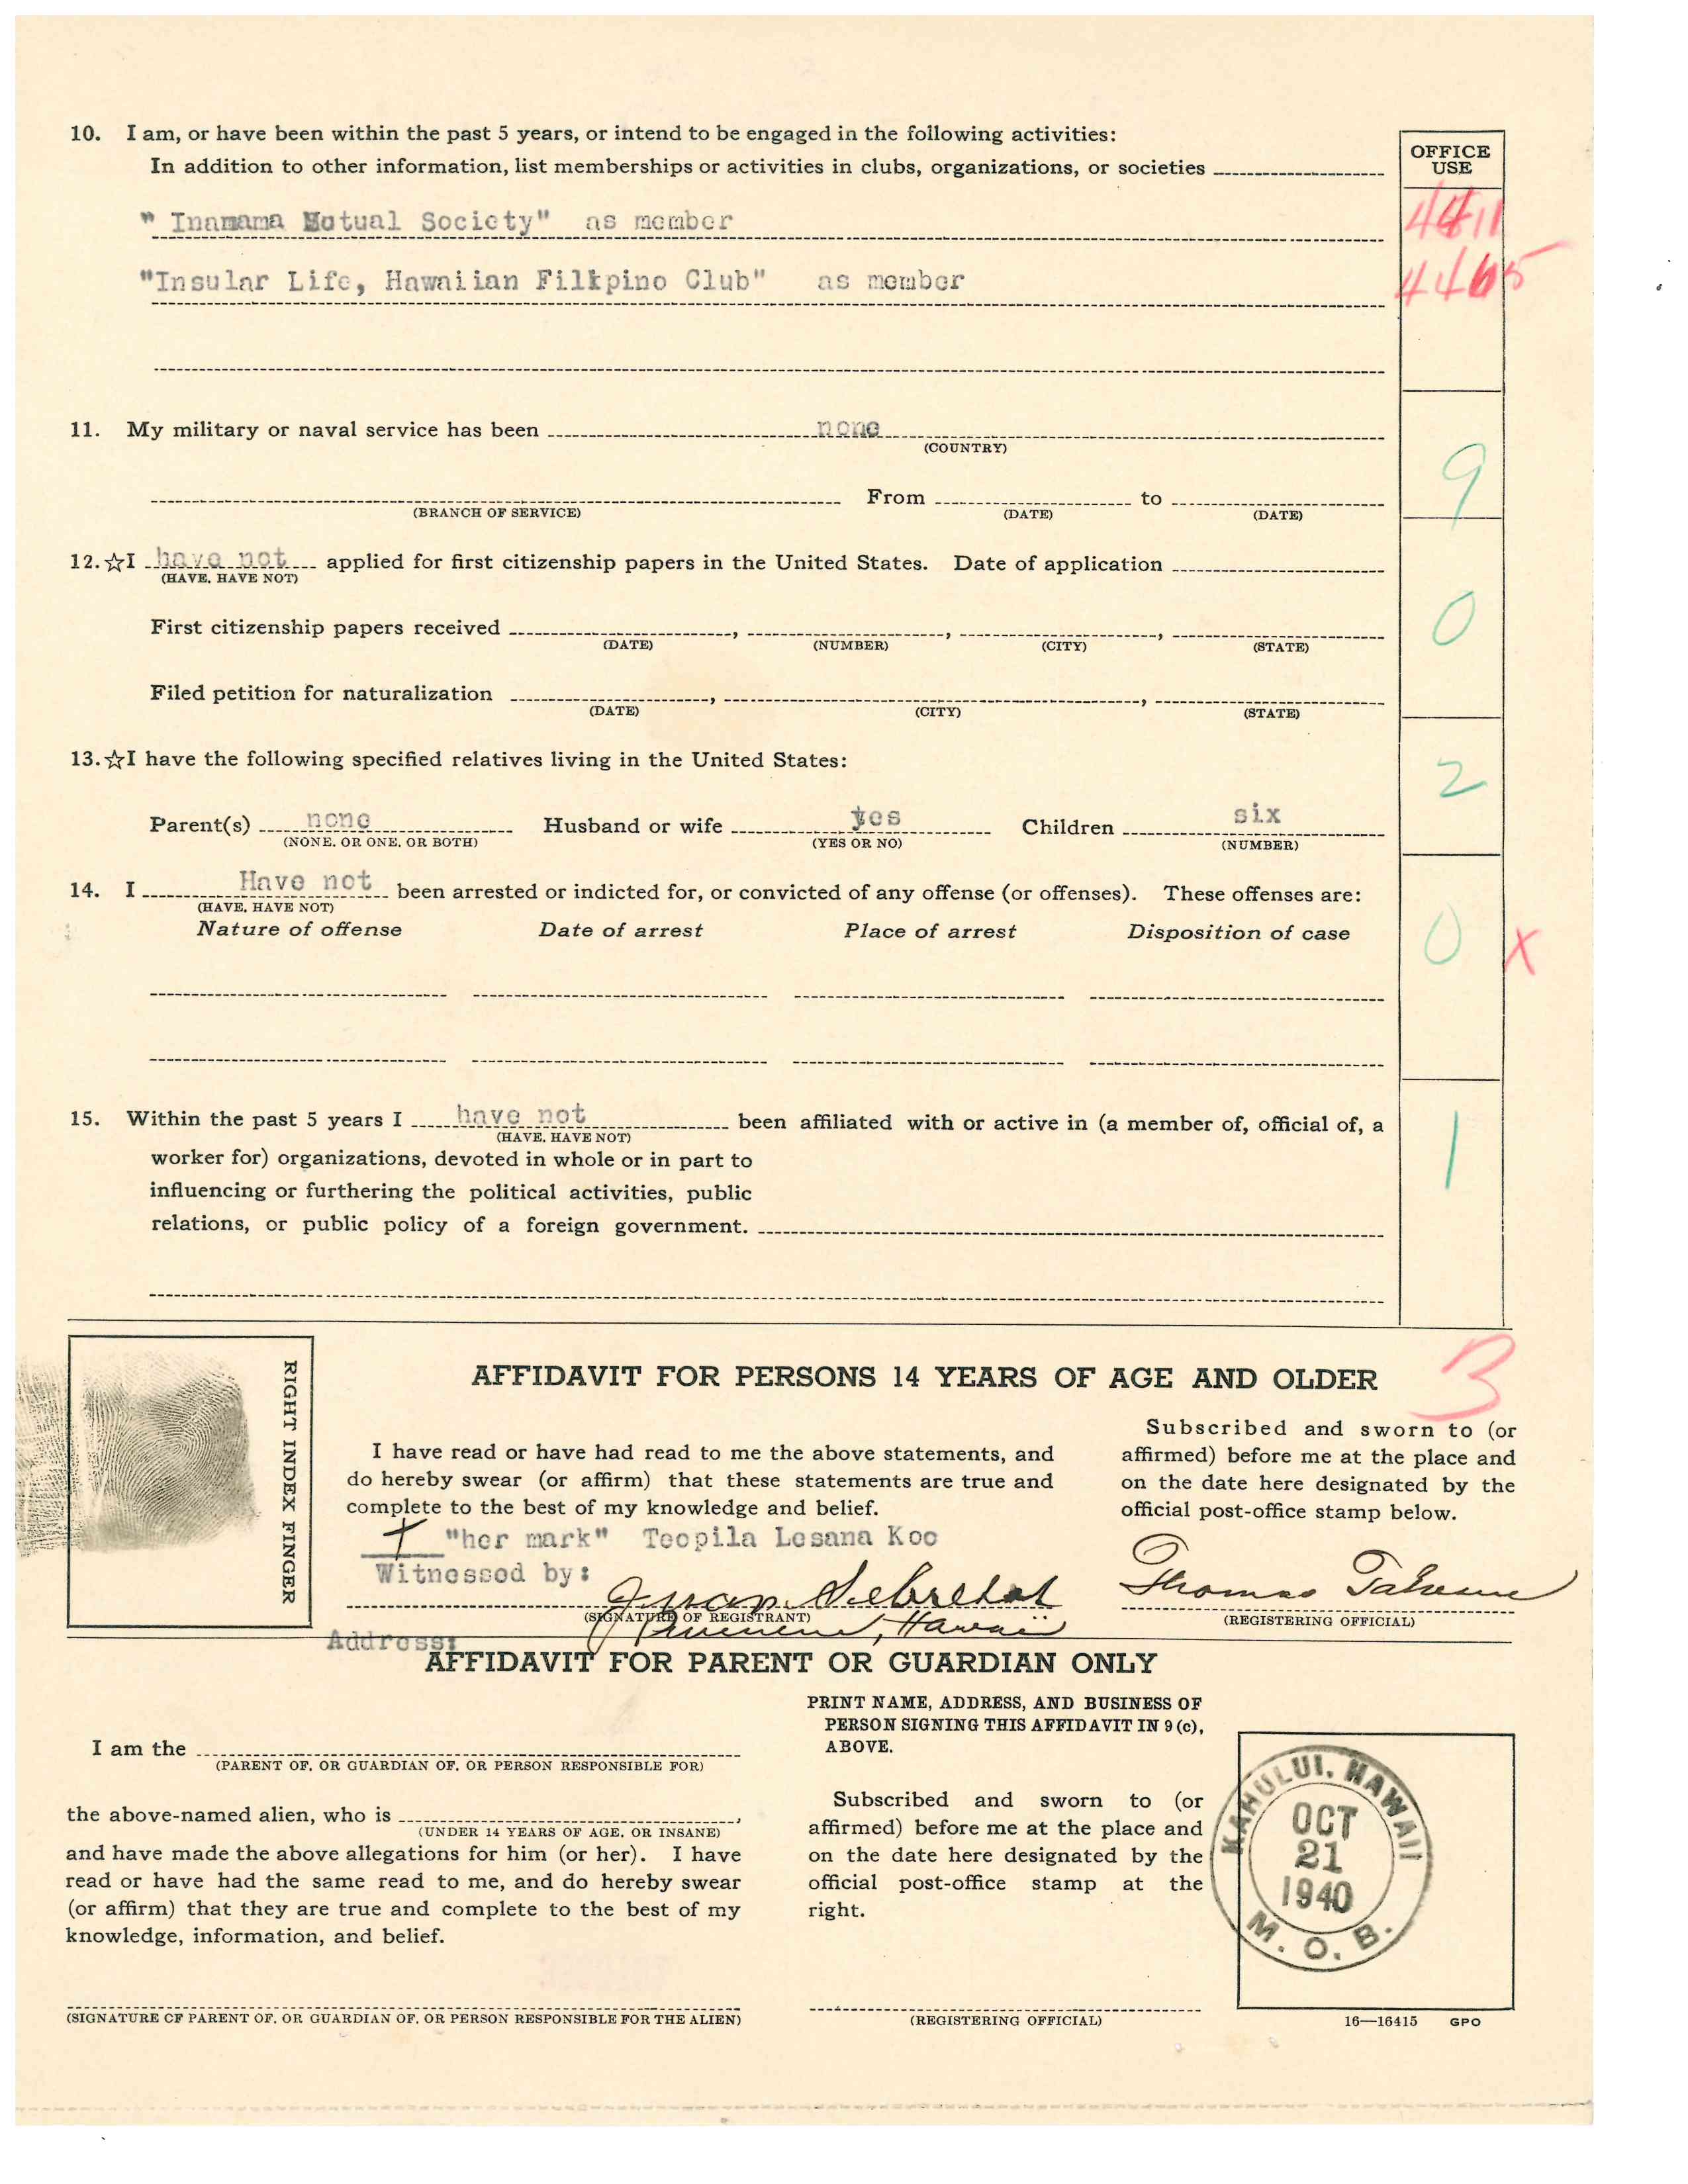 10. I am, or have been within the past 5 years, or intend to be engaged in the following activities:
In addition to other information, list memberships or activities in clubs, organizations, or societies
OFFICE USE
" Inamama Mutual Society" as member
4411
"Insular Life, Hawaiian Filipino Club" as member
4465
11. My military or naval service has been none
(COUNTRY)
9
From to
(BRANCH OF SERVICE) (DATE) (DATE)
12. ☆I have not applied for first citizenship papers in the United States. Date of application
(HAVE, HAVE NOT)
0
First citizenship papers received , , ,
(DATE) (NUMBER) (CITY) (STATE)
Filed petition for naturalization , ,
(DATE) (CITY) (STATE)
13. ☆I have the following specified relatives living in the United States:
2
Parent(s) none Husband or wife yes Children six
(NONE, OR ONE, OR BOTH) (YES OR NO) (NUMBER)
14. I Have not been arrested or indicted for, or convicted of any offense (or offenses). These offenses are:
(HAVE, HAVE NOT)
Nature of offense Date of arrest Place of arrest Disposition of case
0 X
15. Within the past 5 years I have not been affiliated with or active in (a member of, official of, a
(HAVE, HAVE NOT)
1
worker for) organizations, devoted in whole or in part to
influencing or furthering the political activities, public
relations, or public policy of a foreign government.
RIGHT INDEX FINGER
AFFIDAVIT FOR PERSONS 14 YEARS OF AGE AND OLDER
3
I have read or have had read to me the above statements, and
do hereby swear (or affirm) that these statements are true and
complete to the best of my knowledge and belief.
"her mark" Teopila Lesana Koo
Witnessed by:
(SIGNATURE OF REGISTRANT)
Address: Hawaii
Subscribed and sworn to (or
affirmed) before me at the place and
on the date here designated by the
official post-office stamp below.
Thomas
(REGISTERING OFFICIAL)
AFFIDAVIT FOR PARENT OR GUARDIAN ONLY
I am the
(PARENT OF, OR GUARDIAN OF, OR PERSON RESPONSIBLE FOR)
the above-named alien, who is ,
(UNDER 14 YEARS OF AGE, OR INSANE)
and have made the above allegations for him (or her). I have
read or have had the same read to me, and do hereby swear
(or affirm) that they are true and complete to the best of my
knowledge, information, and belief.
(SIGNATURE OF PARENT OF, OR GUARDIAN OF, OR PERSON RESPONSIBLE FOR THE ALIEN)
PRINT NAME, ADDRESS, AND BUSINESS OF
PERSON SIGNING THIS AFFIDAVIT IN 9 (c),
ABOVE.
Subscribed and sworn to (or
affirmed) before me at the place and
on the date here designated by the
official post-office stamp at the
right.
(REGISTERING OFFICIAL)
KAHULUI, HAWAII
OCT
21
1940
M. O. B.
16—16415 GPO